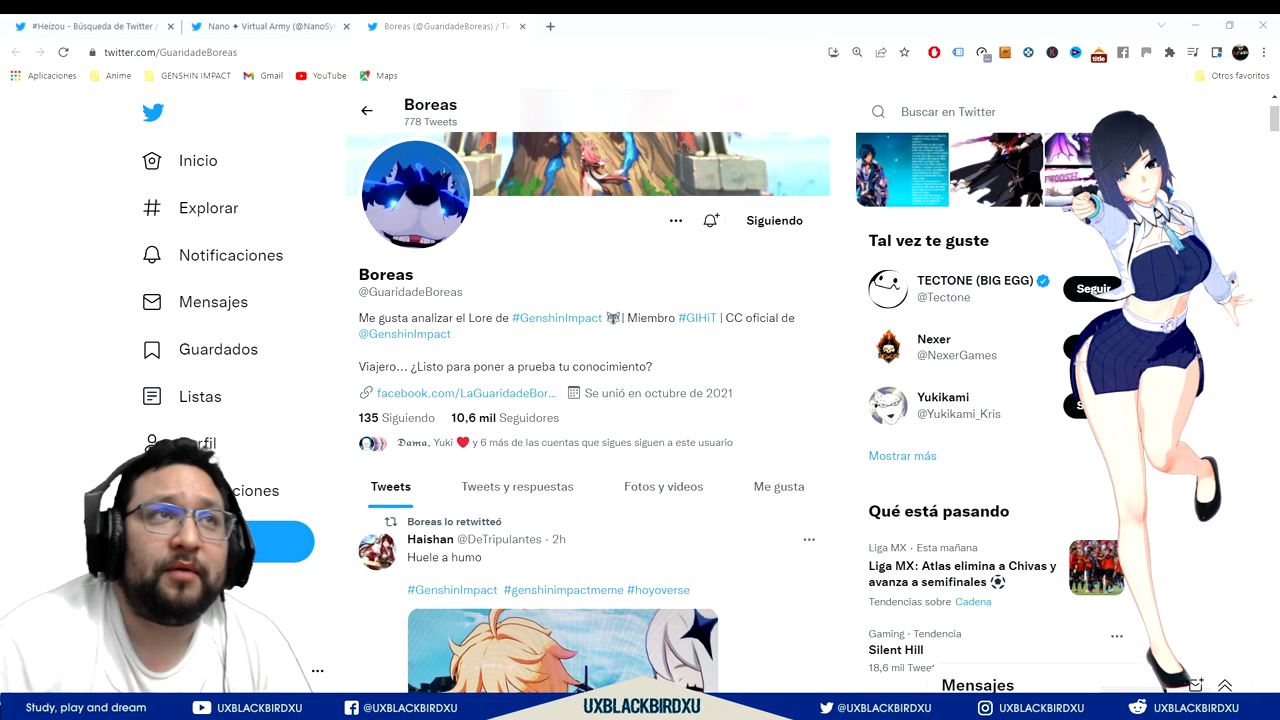 #Heizou - Búsqueda de Twitter /
Nano ✦ Virtual Army (@NanoSy
Boreas (@GuaridadeBoreas) / Tw
twitter.com/GuaridadeBoreas
Aplicaciones
Anime
GENSHIN IMPACT
Gmail
YouTube
Maps
Otros favoritos
title
Boreas
778 Tweets
Buscar en Twitter
Inicio
Explorar
Notificaciones
Mensajes
Guardados
Listas
Siguiendo
Boreas
@GuaridadeBoreas
Me gusta analizar el Lore de #GenshinImpact 🐺| Miembro #GIHiT | CC oficial de
@GenshinImpact
Viajero... ¿Listo para poner a prueba tu conocimiento?
facebook.com/LaGuaridadeBor...
Se unió en octubre de 2021
135 Siguiendo
10,6 mil Seguidores
𝕯𝖆𝖒𝖆, Yuki ❤️ y 6 más de las cuentas que sigues siguen a este usuario
Tweets
Tweets y respuestas
Fotos y videos
Me gusta
Boreas lo retwitteó
Haishan @DeTripulantes · 2h
Huele a humo
#GenshinImpact #genshinimpactmeme #hoyoverse
Tal vez te guste
TECTONE (BIG EGG)
@Tectone
Seguir
Nexer
@NexerGames
Yukikami
@Yukikami_Kris
Mostrar más
Qué está pasando
Liga MX · Esta mañana
Liga MX: Atlas elimina a Chivas y
avanza a semifinales ⚽
Tendencias sobre Cadena
Gaming · Tendencia
Silent Hill
18,6 mil Tweet
Mensajes
Study, play and dream
UXBLACKBIRDXU
@UXBLACKBIRDXU
UXBLACKBIRDXU
@UXBLACKBIRDXU
UXBLACKBIRDXU
UXBLACKBIRDXU